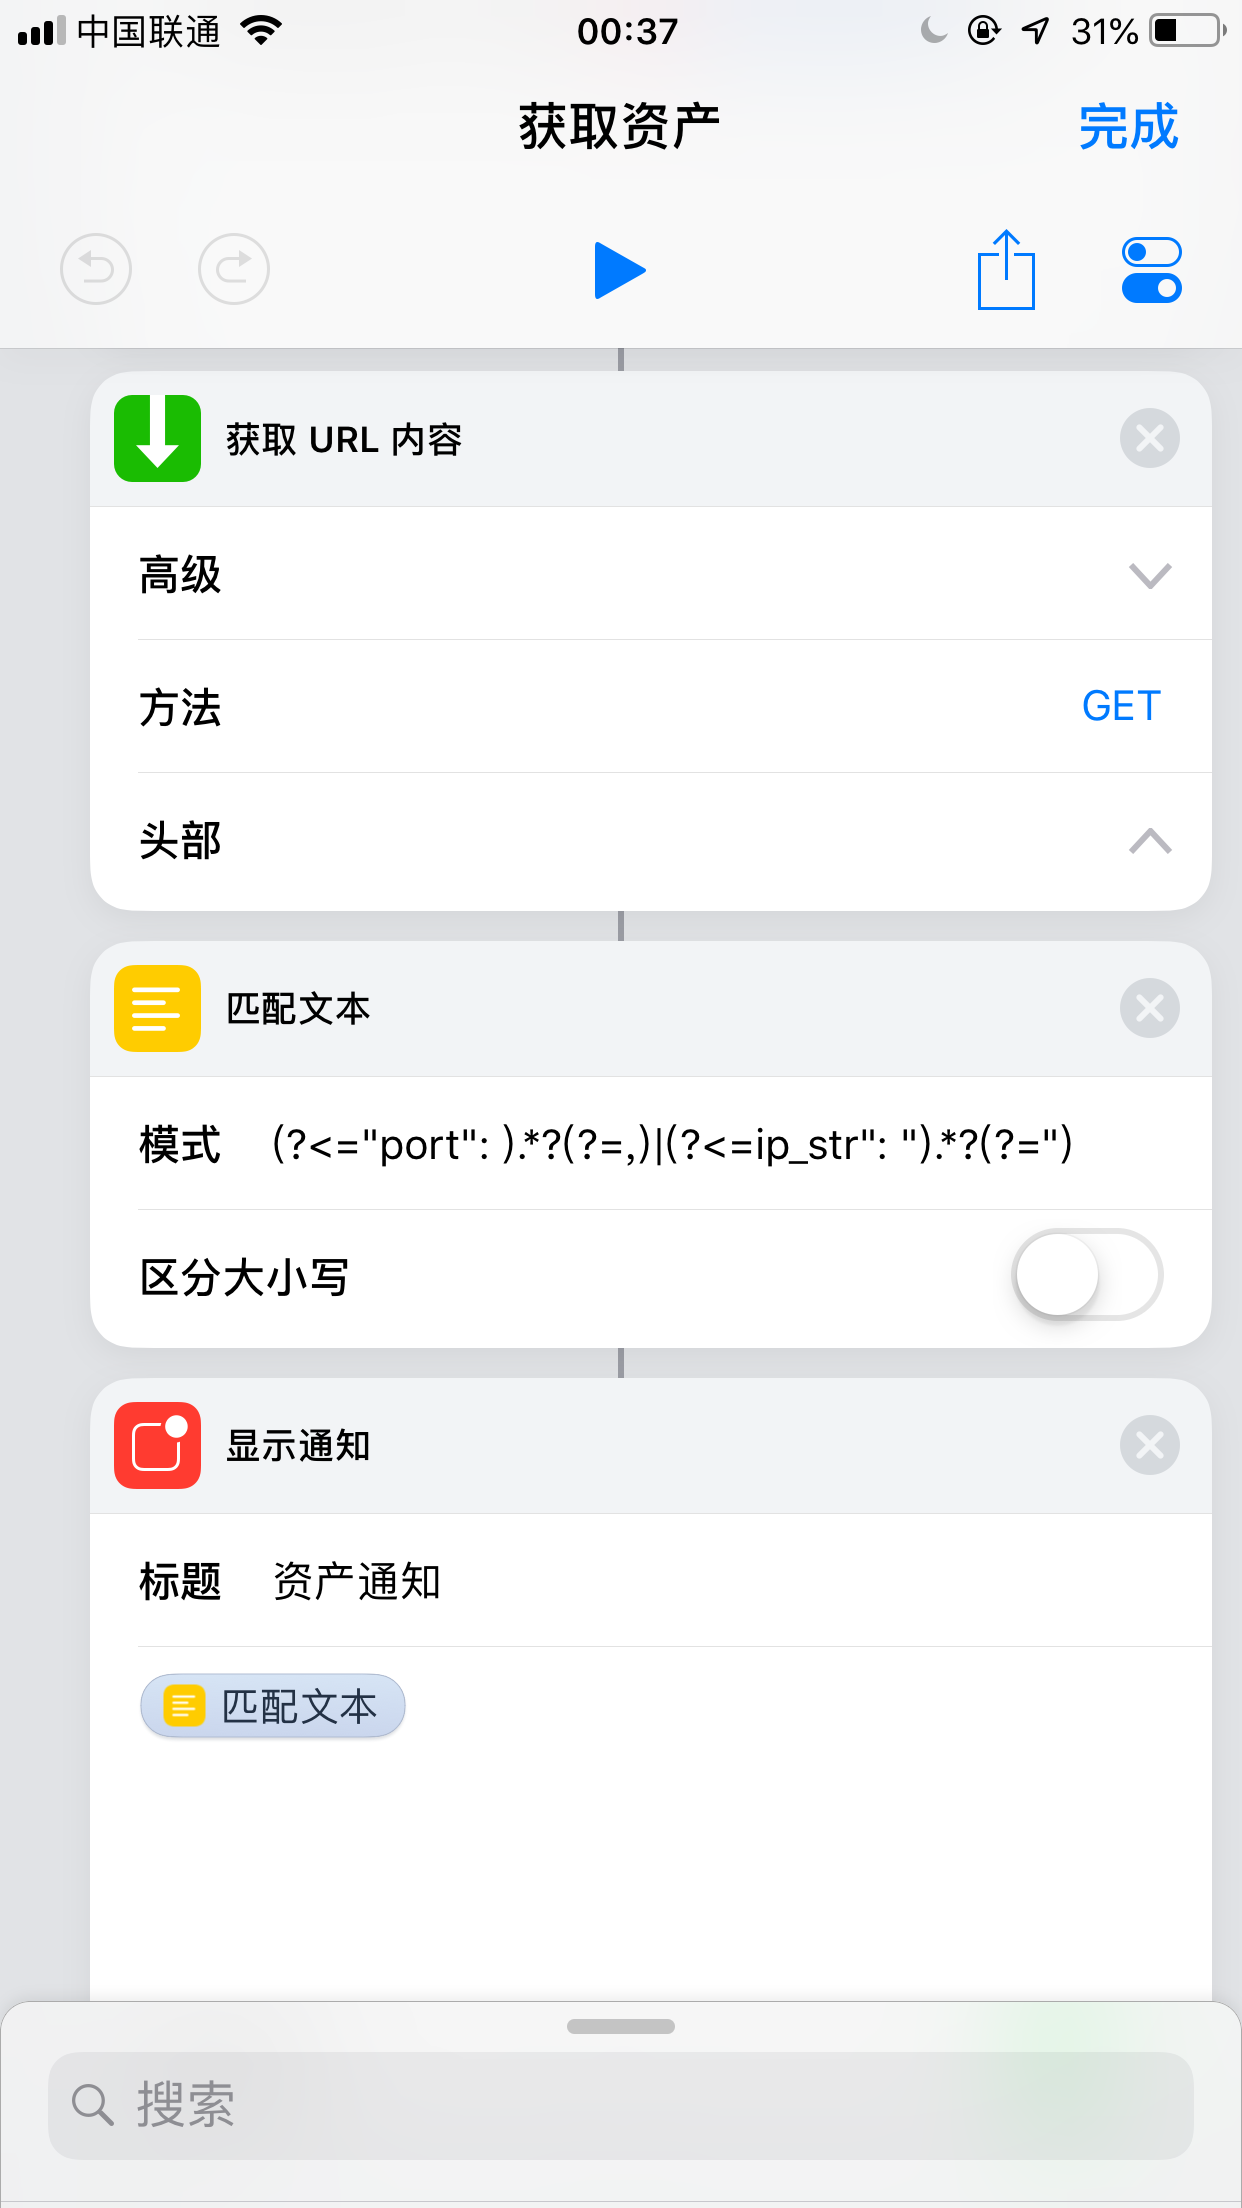 中国联通 00:37 31%
获取资产 完成
获取 URL 内容
高级
方法 GET
头部
匹配文本
模式 (?<="port": ).*?(?=,)|(?<=ip_str": ").*?(?=")
区分大小写
显示通知
标题 资产通知
匹配文本
搜索